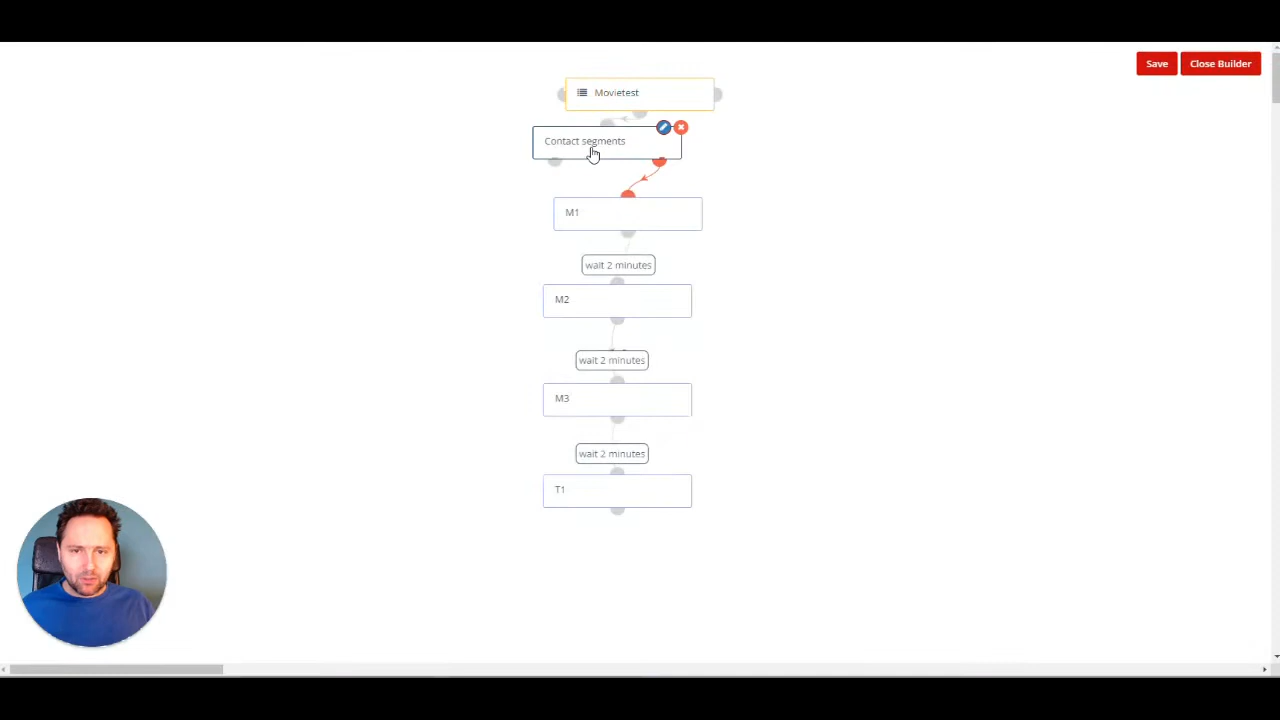 Save
Close Builder
Movietest
Contact segments
M1
wait 2 minutes
M2
wait 2 minutes
M3
wait 2 minutes
T1